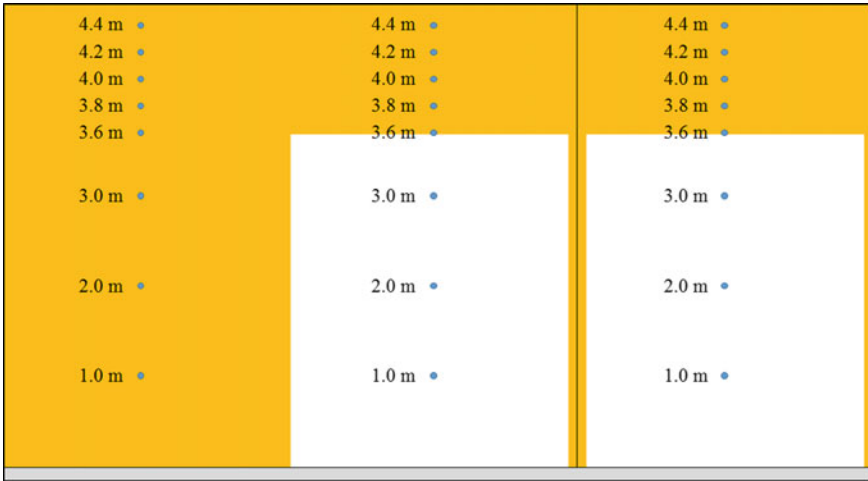 4.4 m 4.4 m 4.4 m
4.2 m 4.2 m 4.2 m
4.0 m 4.0 m 4.0 m
3.8 m 3.8 m 3.8 m
3.6 m 3.6 m 3.6 m
3.0 m 3.0 m 3.0 m
2.0 m 2.0 m 2.0 m
1.0 m 1.0 m 1.0 m